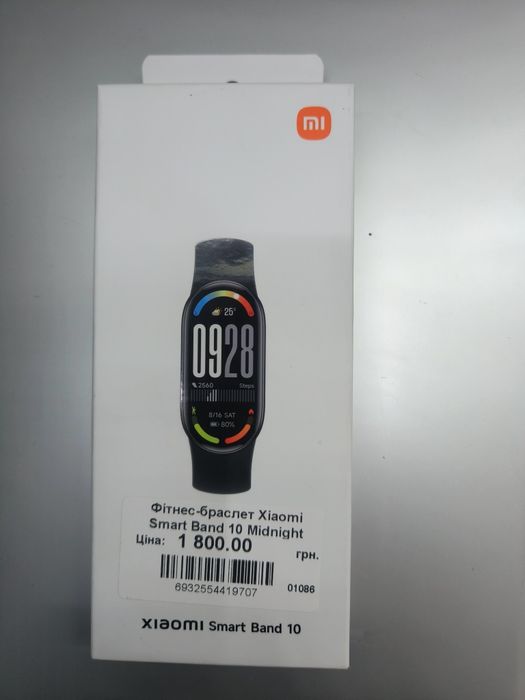 mi
25°
0928
2560 Steps
8/16 SAT
80%
Фітнес-браслет Xiaomi
Smart Band 10 Midnight
Ціна: 1 800.00 грн.
6932554419707
01086
xiaomi Smart Band 10